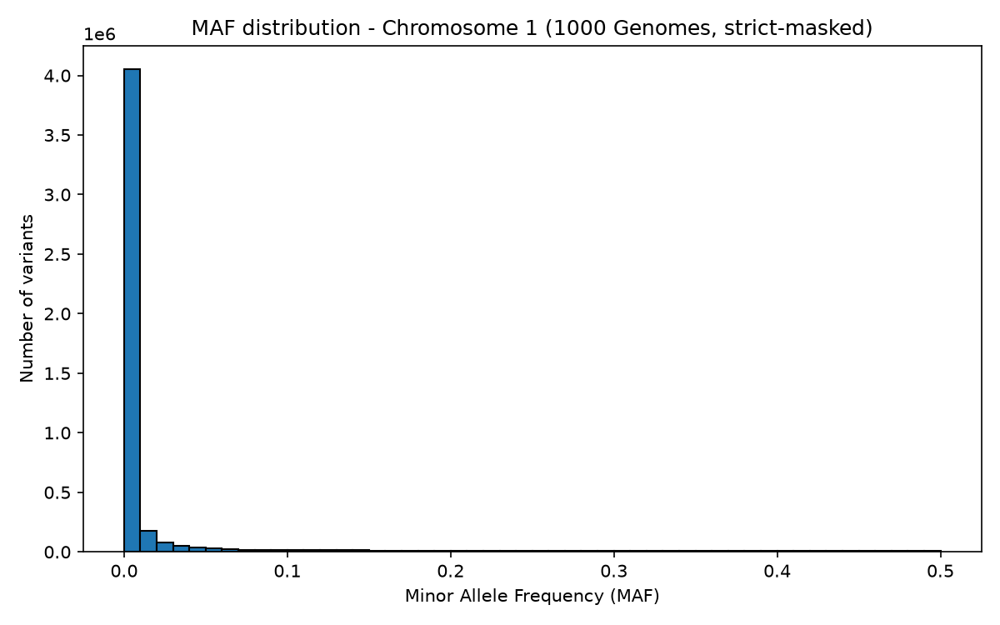 MAF distribution - Chromosome 1 (1000 Genomes, strict-masked)
1e6
4.0
3.5
3.0
2.5
2.0
1.5
1.0
0.5
0.0
Number of variants
0.0 0.1 0.2 0.3 0.4 0.5
Minor Allele Frequency (MAF)